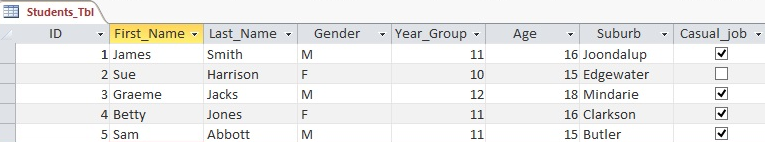 Students_Tbl
ID First_Name Last_Name Gender Year_Group Age Suburb Casual_job
1 James Smith M 11 16 Joondalup
2 Sue Harrison F 10 15 Edgewater
3 Graeme Jacks M 12 18 Mindarie
4 Betty Jones F 11 16 Clarkson
5 Sam Abbott M 11 15 Butler